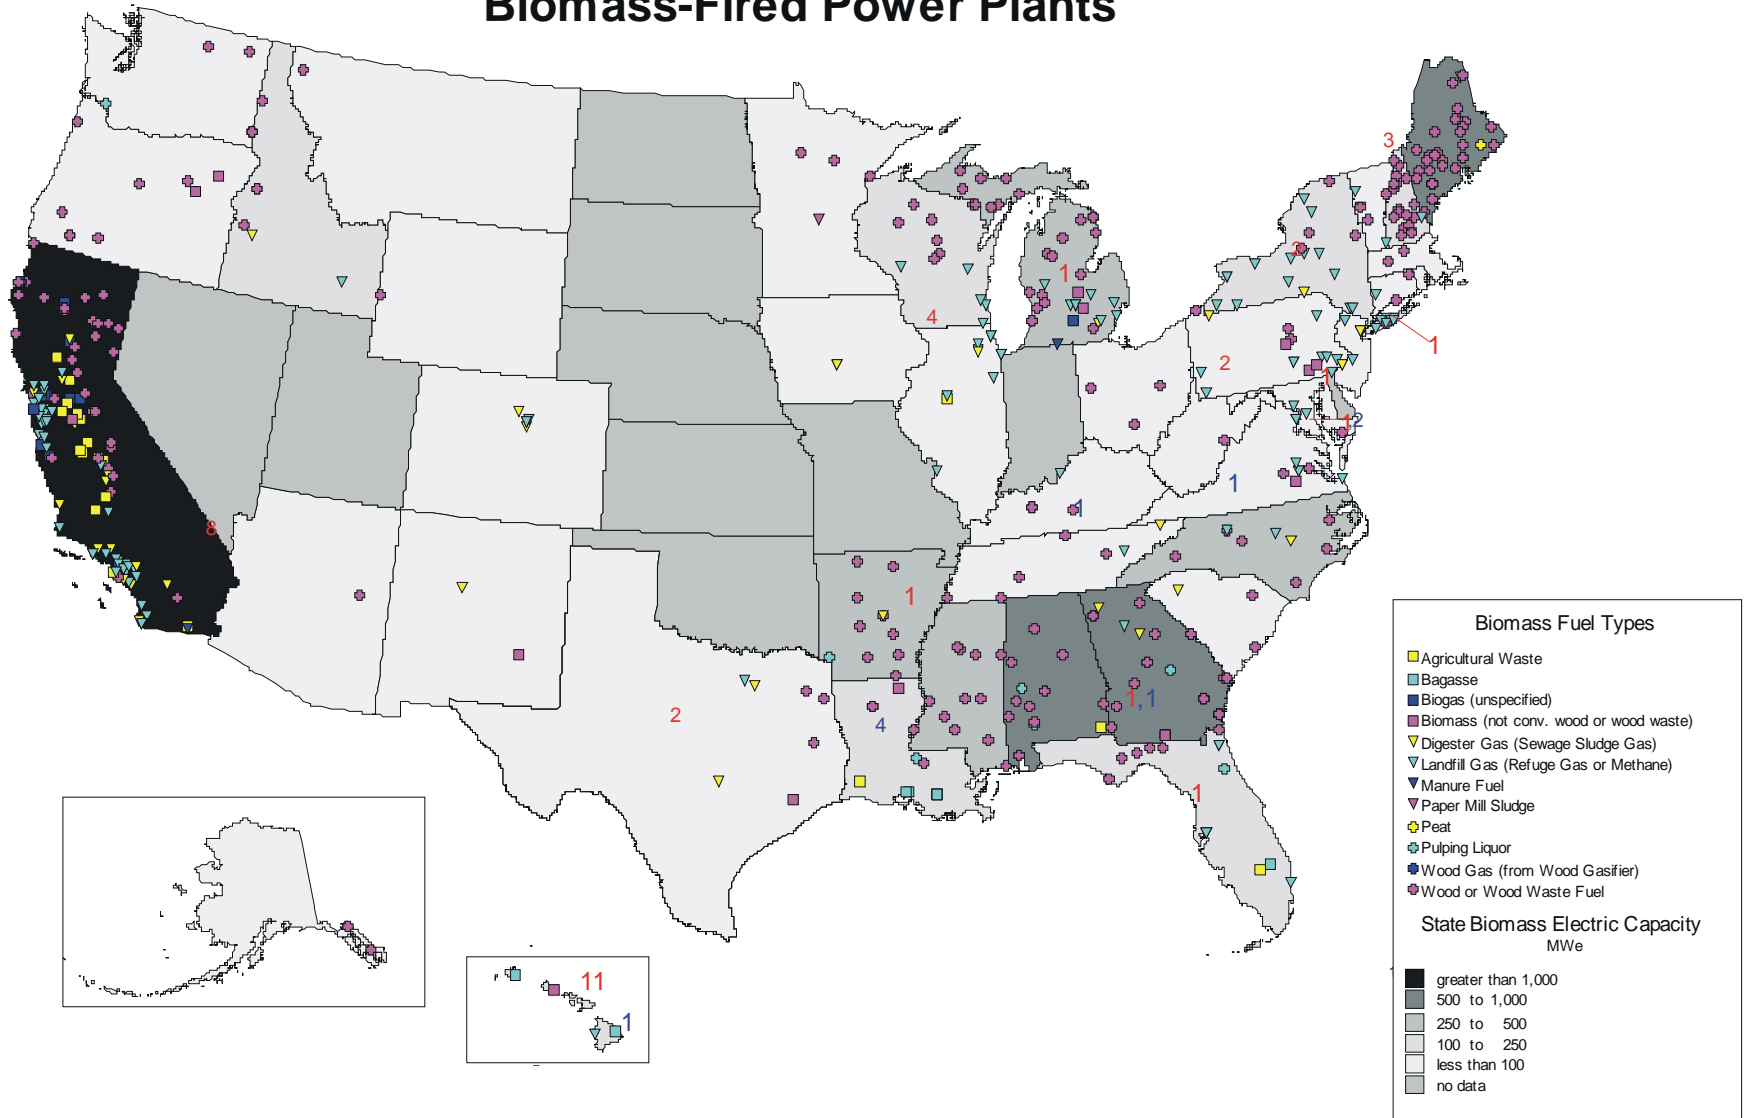 Biomass-Fired Power Plants
3
2
1
4
1
2
1
1,2
1
1
8
1
2
4
1,1
1
11
1
Biomass Fuel Types
Agricultural Waste
Bagasse
Biogas (unspecified)
Biomass (not conv. wood or wood waste)
Digester Gas (Sewage Sludge Gas)
Landfill Gas (Refuge Gas or Methane)
Manure Fuel
Paper Mill Sludge
Peat
Pulping Liquor
Wood Gas (from Wood Gasifier)
Wood or Wood Waste Fuel
State Biomass Electric Capacity
MWe
greater than 1,000
500 to 1,000
250 to 500
100 to 250
less than 100
no data